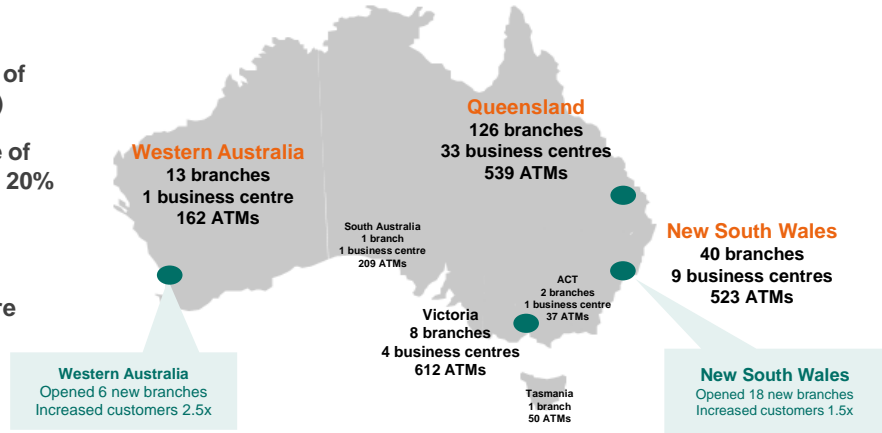 of
)
e of
20%
re
Queensland
126 branches
33 business centres
539 ATMs
Western Australia
13 branches
1 business centre
162 ATMs
South Australia
1 branch
1 business centre
209 ATMs
New South Wales
40 branches
9 business centres
523 ATMs
ACT
2 branches
1 business centre
37 ATMs
Victoria
8 branches
4 business centres
612 ATMs
Tasmania
1 branch
50 ATMs
Western Australia
Opened 6 new branches
Increased customers 2.5x
New South Wales
Opened 18 new branches
Increased customers 1.5x